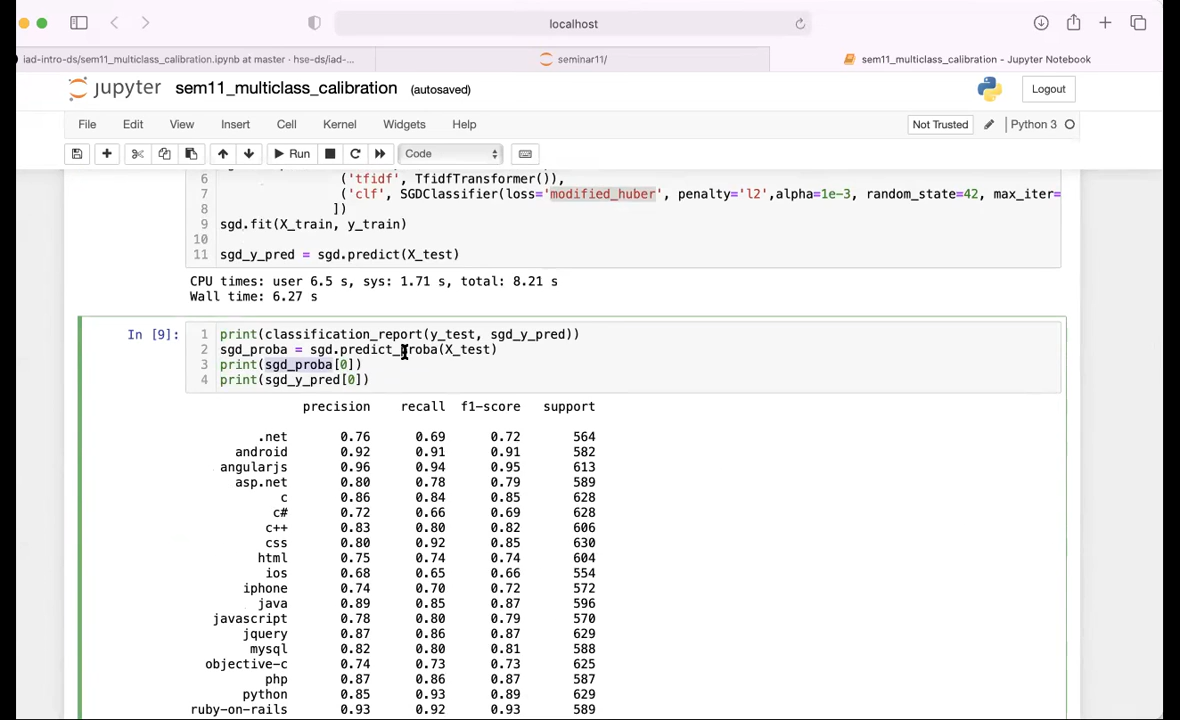 localhost
iad-intro-ds/sem11_multiclass_calibration.ipynb at master · hse-ds/iad-...
seminar11/
sem11_multiclass_calibration - Jupyter Notebook
jupyter sem11_multiclass_calibration (autosaved)
Logout
File Edit View Insert Cell Kernel Widgets Help
Not Trusted
Python 3
Run
Code
6 ('tfidf', TfidfTransformer()),
7 ('clf', SGDClassifier(loss='modified_huber', penalty='l2',alpha=1e-3, random_state=42, max_iter=
8 ])
9 sgd.fit(X_train, y_train)
10
11 sgd_y_pred = sgd.predict(X_test)
CPU times: user 6.5 s, sys: 1.71 s, total: 8.21 s
Wall time: 6.27 s
In [9]: 1 print(classification_report(y_test, sgd_y_pred))
2 sgd_proba = sgd.predict_proba(X_test)
3 print(sgd_proba[0])
4 print(sgd_y_pred[0])
precision recall f1-score support
.net 0.76 0.69 0.72 564
android 0.92 0.91 0.91 582
angularjs 0.96 0.94 0.95 613
asp.net 0.80 0.78 0.79 589
c 0.86 0.84 0.85 628
c# 0.72 0.66 0.69 628
c++ 0.83 0.80 0.82 606
css 0.80 0.92 0.85 630
html 0.75 0.74 0.74 604
ios 0.68 0.65 0.66 554
iphone 0.74 0.70 0.72 572
java 0.89 0.85 0.87 596
javascript 0.78 0.80 0.79 570
jquery 0.87 0.86 0.87 629
mysql 0.82 0.80 0.81 588
objective-c 0.74 0.73 0.73 625
php 0.87 0.86 0.87 587
python 0.85 0.93 0.89 629
ruby-on-rails 0.93 0.92 0.93 589